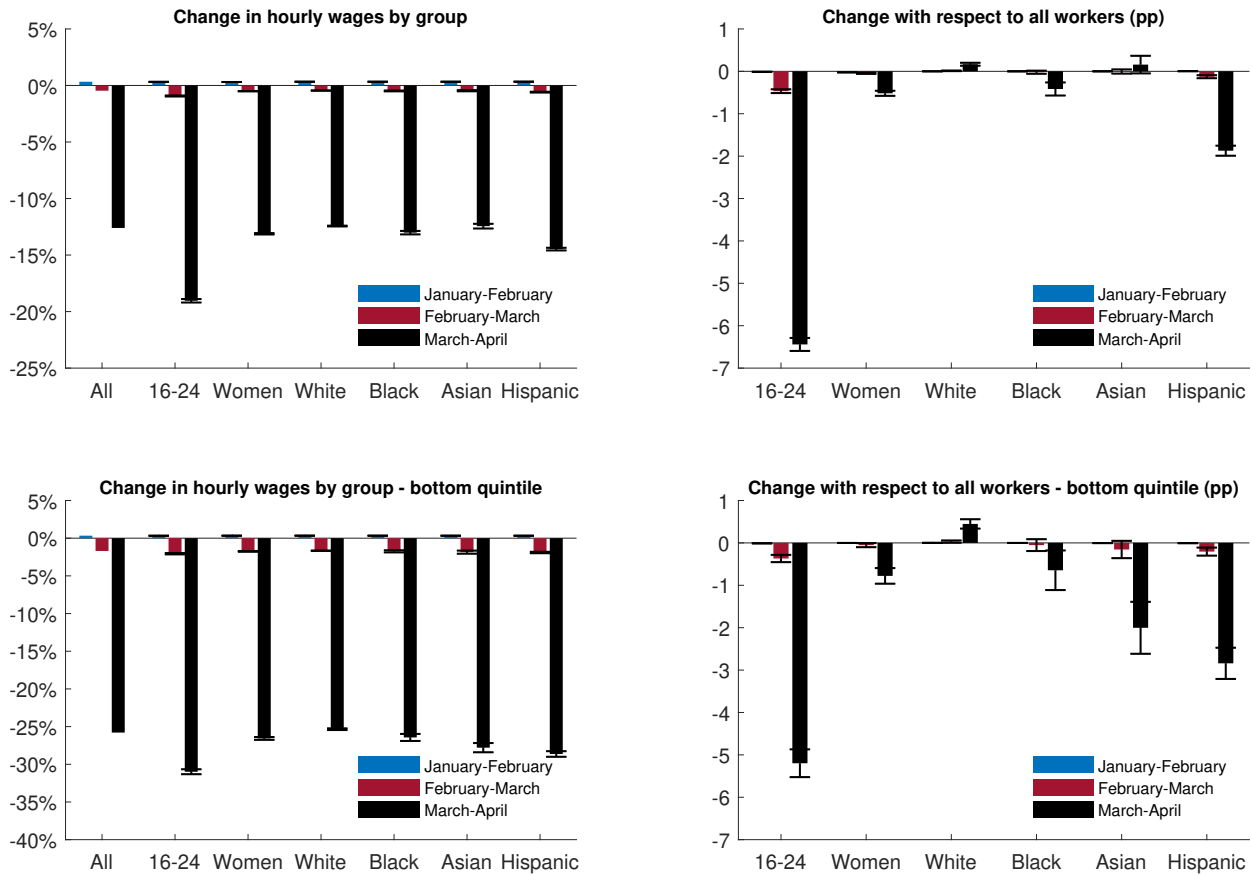 Change in hourly wages by group
5%
0%
-5%
-10%
-15%
-20%
-25%
January-February
February-March
March-April
All 16-24 Women White Black Asian Hispanic
Change with respect to all workers (pp)
1
0
-1
-2
-3
-4
-5
-6
-7
January-February
February-March
March-April
16-24 Women White Black Asian Hispanic
Change in hourly wages by group - bottom quintile
5%
0%
-5%
-10%
-15%
-20%
-25%
-30%
-35%
-40%
January-February
February-March
March-April
All 16-24 Women White Black Asian Hispanic
Change with respect to all workers - bottom quintile (pp)
1
0
-1
-2
-3
-4
-5
-6
-7
January-February
February-March
March-April
16-24 Women White Black Asian Hispanic